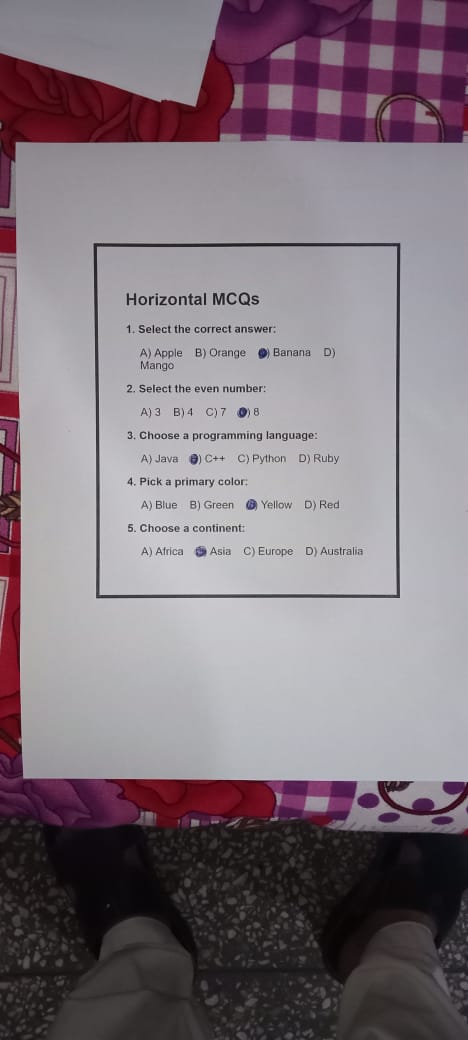 Horizontal MCQs
1. Select the correct answer:
A) Apple B) Orange ) Banana D)
Mango
2. Select the even number:
A) 3 B) 4 C) 7 ) 8
3. Choose a programming language:
A) Java ) C++ C) Python D) Ruby
4. Pick a primary color:
A) Blue B) Green ) Yellow D) Red
5. Choose a continent:
A) Africa Asia C) Europe D) Australia